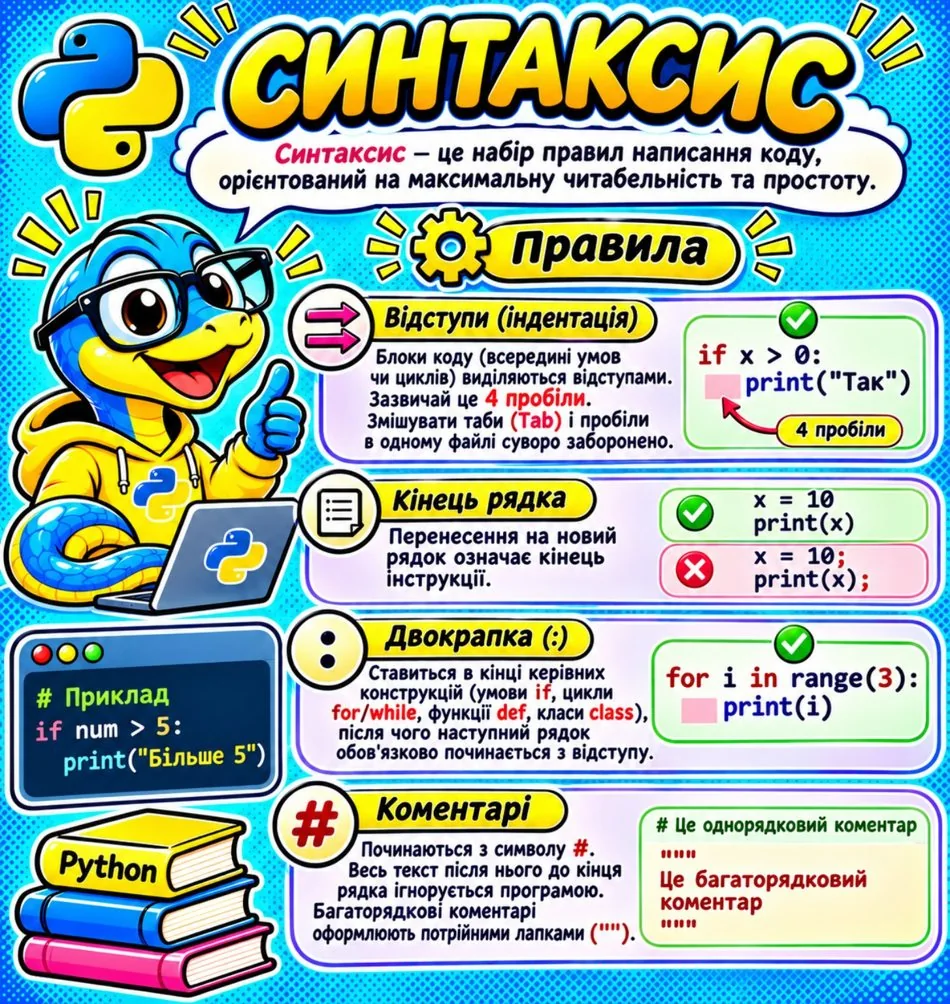 СИНТАКСИС
Синтаксис – це набір правил написання коду,
орієнтований на максимальну читабельність та простоту.
Правила
Відступи (індентація)
Блоки коду (всередині умов
чи циклів) виділяються відступами.
Зазвичай це 4 пробіли.
Змішувати таби (Tab) і пробіли
в одному файлі суворо заборонено.
if x > 0:
print("Так")
4 пробіли
Кінець рядка
Перенесення на новий
рядок означає кінець
інструкції.
x = 10
print(x)
x = 10;
print(x);
Двокрапка (:)
Ставиться в кінці керівних
конструкцій (умови if, цикли
for/while, функції def, класи class),
після чого наступний рядок
обов'язково починається з відступу.
for i in range(3):
print(i)
# Приклад
if num > 5:
print("Більше 5")
Python
#
Коментарі
Починаються з символу #.
Весь текст після нього до кінця
рядка ігнорується програмою.
Багаторядкові коментарі
оформлюють потрійними лапками (""").
# Це однорядковий коментар
"""
Це багаторядковий
коментар
"""